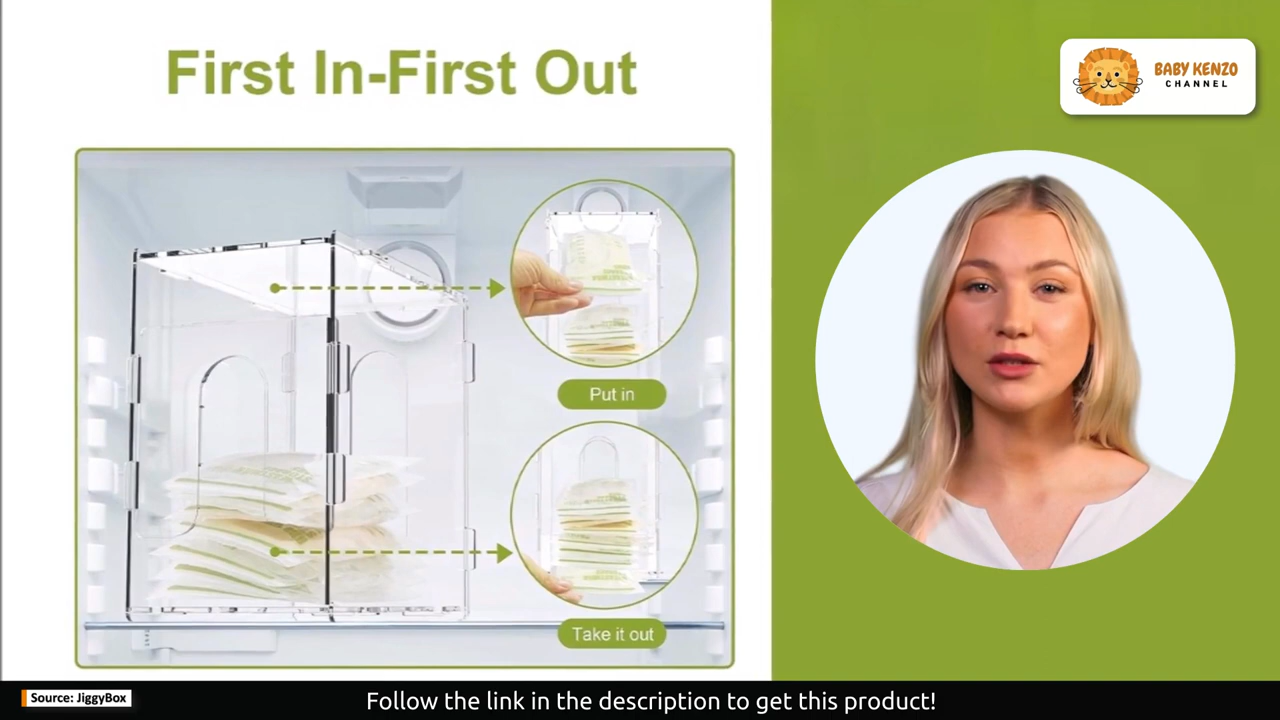 First In-First Out
BABY KENZO
CHANNEL
Put in
Take it out
Source: JiggyBox
Follow the link in the description to get this product!